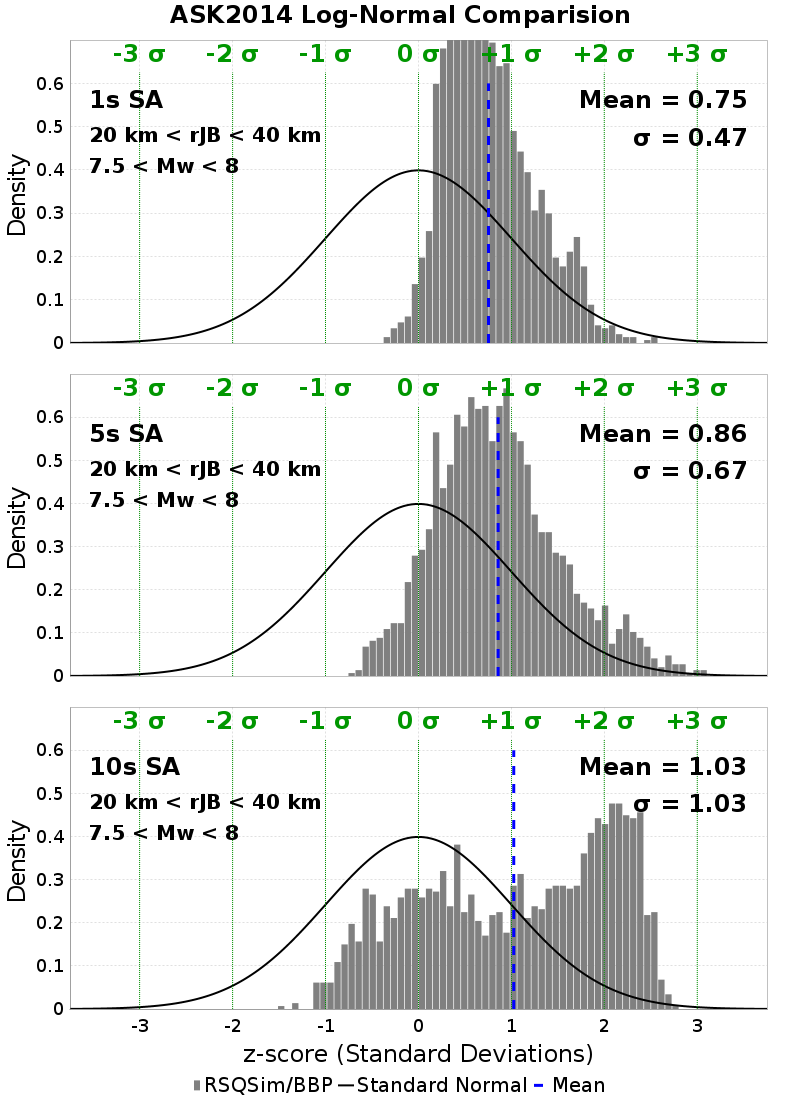 ASK2014 Log-Normal Comparision
-3 σ -2 σ -1 σ 0 σ +1 σ +2 σ +3 σ
1s SA Mean = 0.75
20 km < rJB < 40 km σ = 0.47
7.5 < Mw < 8
Density
0.6
0.5
0.4
0.3
0.2
0.1
0
-3 σ -2 σ -1 σ 0 σ +1 σ +2 σ +3 σ
5s SA Mean = 0.86
20 km < rJB < 40 km σ = 0.67
7.5 < Mw < 8
Density
0.6
0.5
0.4
0.3
0.2
0.1
0
-3 σ -2 σ -1 σ 0 σ +1 σ +2 σ +3 σ
10s SA Mean = 1.03
20 km < rJB < 40 km σ = 1.03
7.5 < Mw < 8
Density
0.6
0.5
0.4
0.3
0.2
0.1
0
-3 -2 -1 0 1 2 3
z-score (Standard Deviations)
RSQSim/BBP Standard Normal Mean